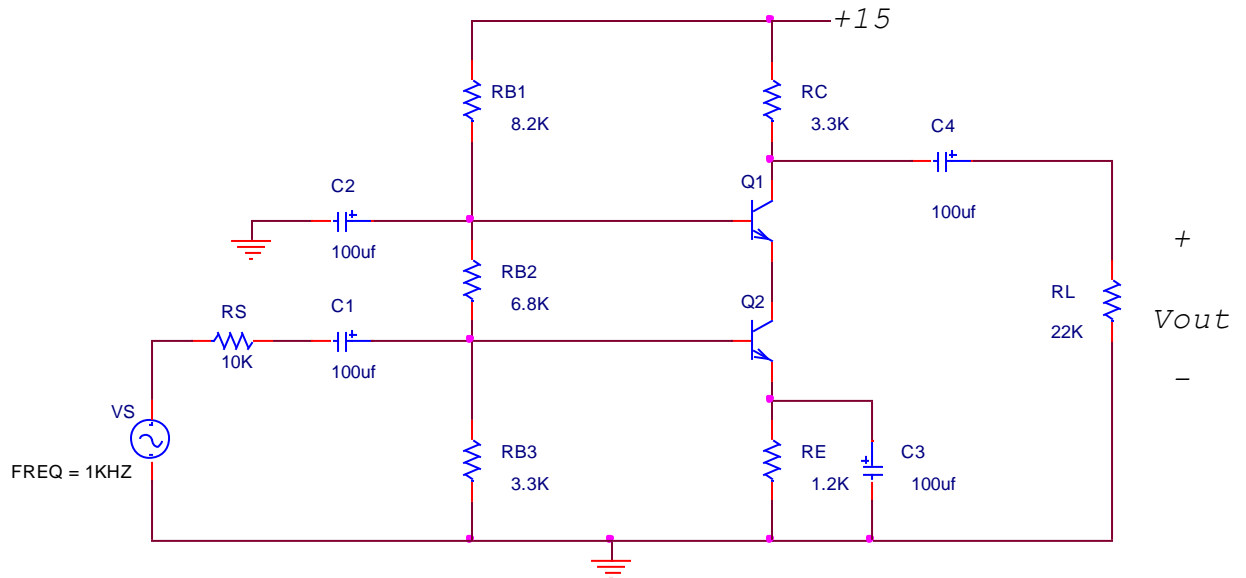 +15
RB1
8.2K
RC
3.3K
C4
100uf
C2
100uf
Q1
+
RB2
6.8K
RS
10K
C1
100uf
Q2
RL
22K
Vout
-
VS
FREQ = 1KHZ
RB3
3.3K
RE
1.2K
C3
100uf